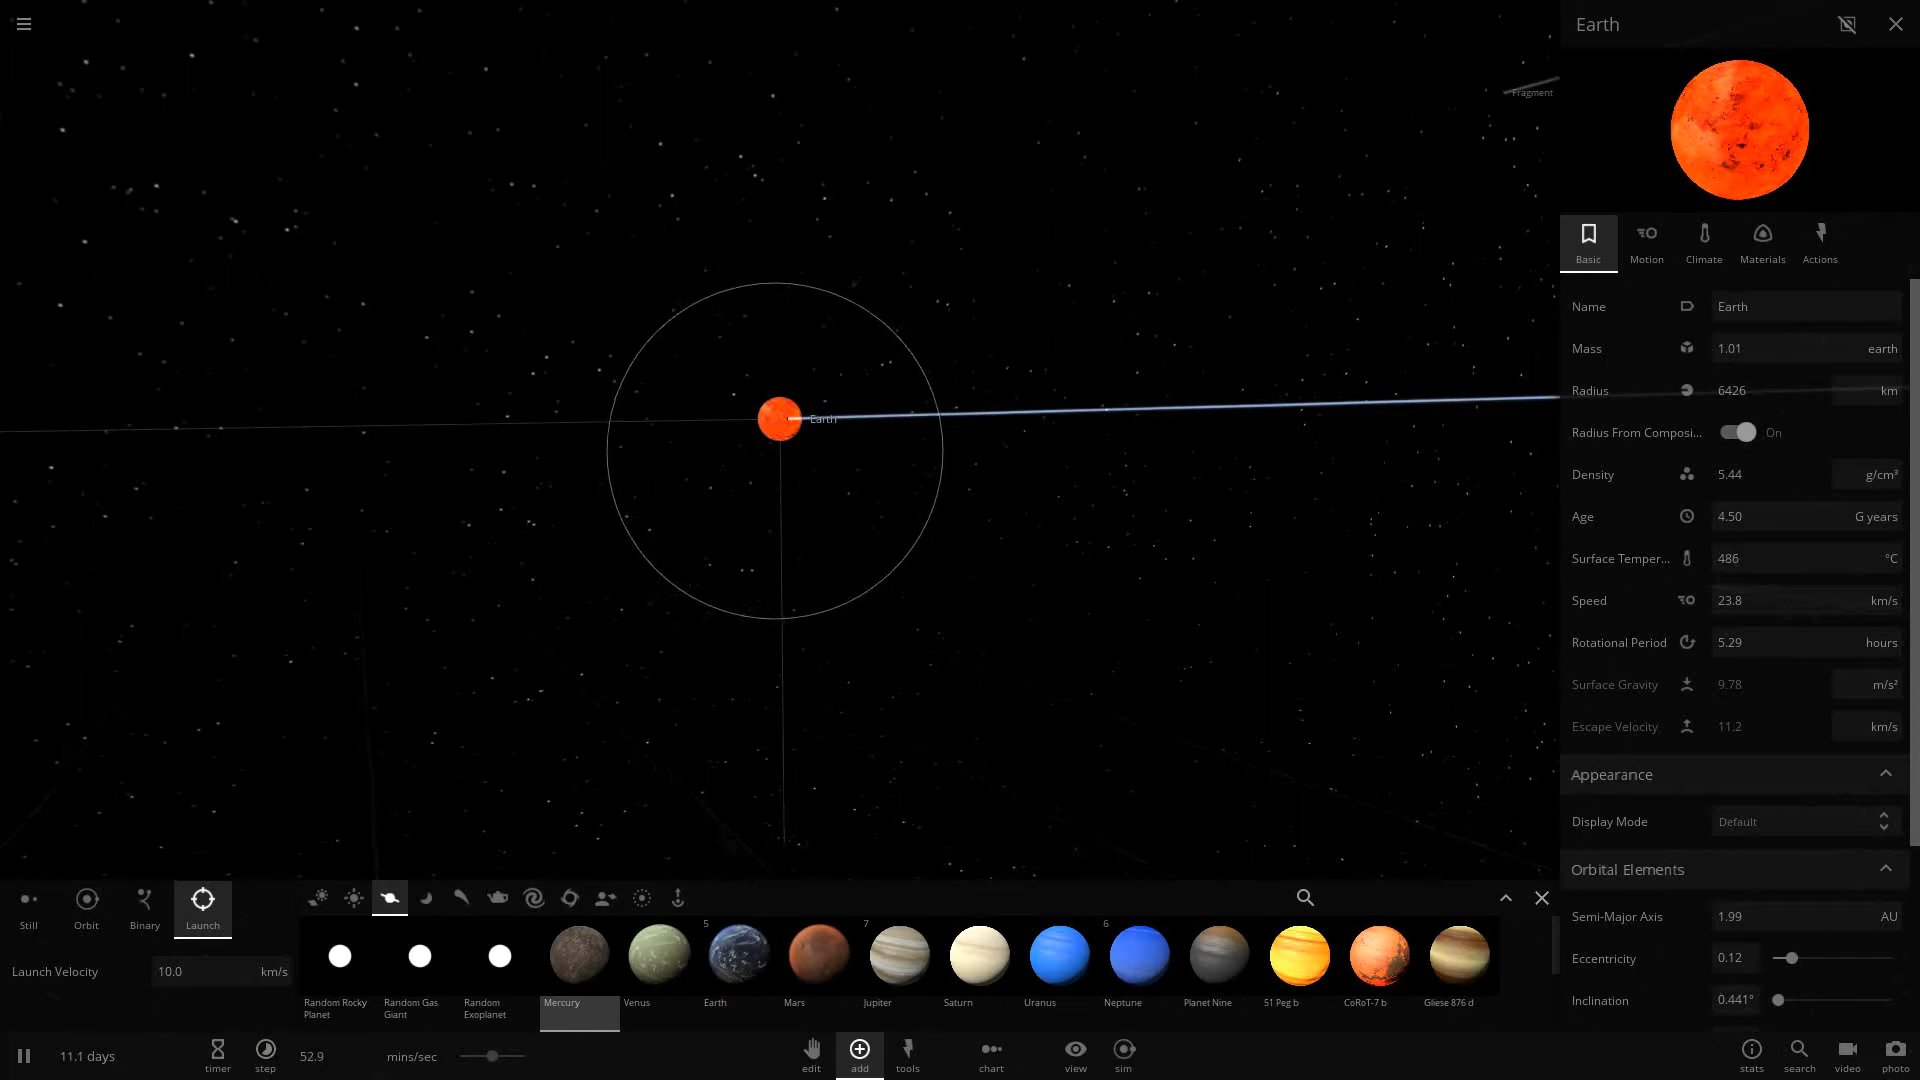 Earth
Fragment
Earth
Basic
Motion
Climate
Materials
Actions
Name Earth
Mass 1.01 earth
Radius 6426 km
Radius From Composi... On
Density 5.44 g/cm³
Age 4.50 G years
Surface Temper... 486 °C
Speed 23.8 km/s
Rotational Period 5.29 hours
Surface Gravity 9.78 m/s²
Escape Velocity 11.2 km/s
Appearance
Display Mode Default
Orbital Elements
Semi-Major Axis 1.99 AU
Eccentricity 0.12
Inclination 0.441°
Still
Orbit
Binary
Launch
Launch Velocity 10.0 km/s
5
7
6
Random Rocky
Planet
Random Gas
Giant
Random
Exoplanet
Mercury
Venus
Earth
Mars
Jupiter
Saturn
Uranus
Neptune
Planet Nine
51 Peg b
CoRoT-7 b
Gliese 876 d
11.1 days
timer
step
52.9 mins/sec
edit
add
tools
chart
view
sim
stats
search
video
photo